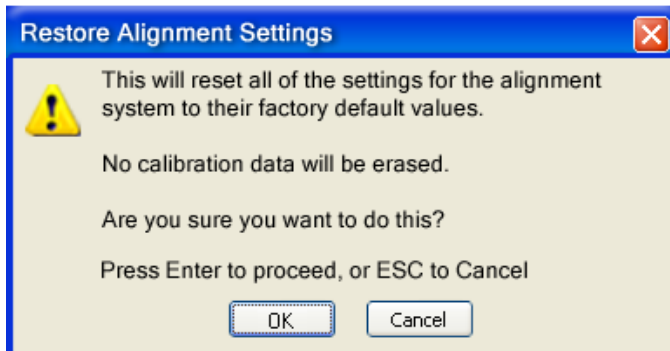 Restore Alignment Settings
This will reset all of the settings for the alignment
system to their factory default values.
No calibration data will be erased.
Are you sure you want to do this?
Press Enter to proceed, or ESC to Cancel
OK
Cancel